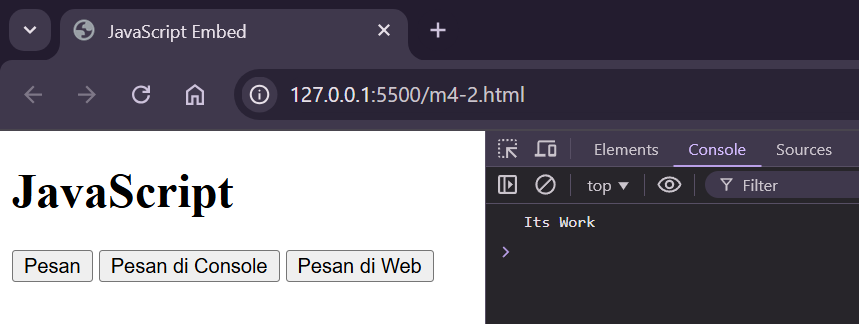 JavaScript Embed
127.0.0.1:5500/m4-2.html
Elements Console Sources
top Filter
JavaScript
Pesan Pesan di Console Pesan di Web
Its Work